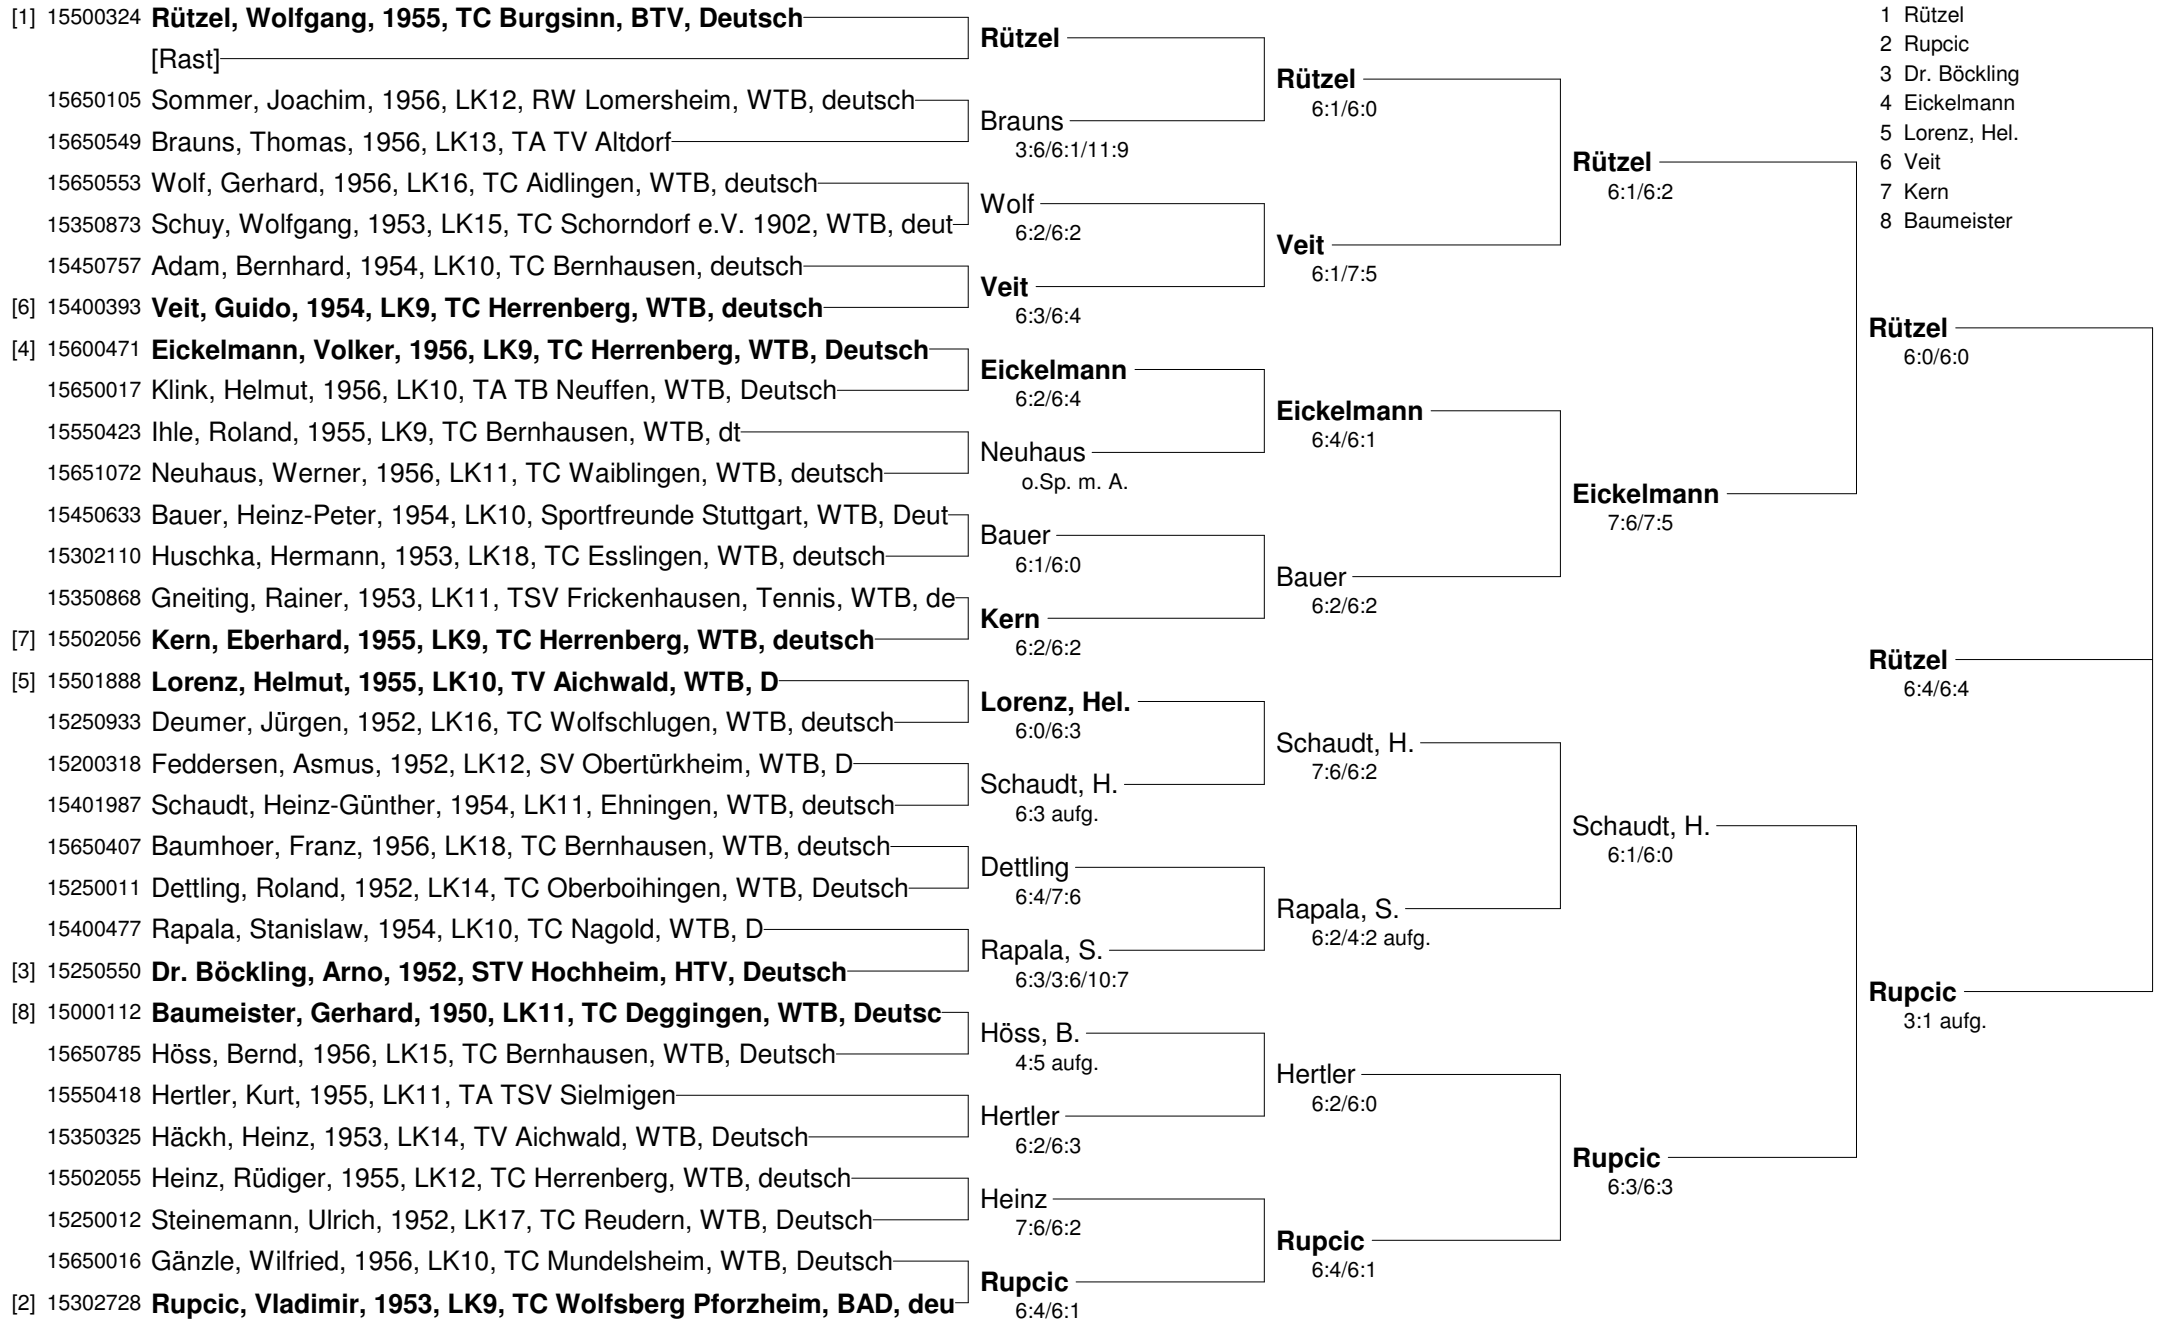 [1] 15500324 Rützel, Wolfgang, 1955, TC Burgsinn, BTV, Deutsch
[Rast]
15650105 Sommer, Joachim, 1956, LK12, RW Lomersheim, WTB, deutsch
15650549 Brauns, Thomas, 1956, LK13, TA TV Altdorf
15650553 Wolf, Gerhard, 1956, LK16, TC Aidlingen, WTB, deutsch
15350873 Schuy, Wolfgang, 1953, LK15, TC Schorndorf e.V. 1902, WTB, deut
15450757 Adam, Bernhard, 1954, LK10, TC Bernhausen, deutsch
[6] 15400393 Veit, Guido, 1954, LK9, TC Herrenberg, WTB, deutsch
[4] 15600471 Eickelmann, Volker, 1956, LK9, TC Herrenberg, WTB, Deutsch
15650017 Klink, Helmut, 1956, LK10, TA TB Neuffen, WTB, Deutsch
15550423 Ihle, Roland, 1955, LK9, TC Bernhausen, WTB, dt
15651072 Neuhaus, Werner, 1956, LK11, TC Waiblingen, WTB, deutsch
15450633 Bauer, Heinz-Peter, 1954, LK10, Sportfreunde Stuttgart, WTB, Deut
15302110 Huschka, Hermann, 1953, LK18, TC Esslingen, WTB, deutsch
15350868 Gneiting, Rainer, 1953, LK11, TSV Frickenhausen, Tennis, WTB, de
[7] 15502056 Kern, Eberhard, 1955, LK9, TC Herrenberg, WTB, deutsch
[5] 15501888 Lorenz, Helmut, 1955, LK10, TV Aichwald, WTB, D
15250933 Deumer, Jürgen, 1952, LK16, TC Wolfschlugen, WTB, deutsch
15200318 Feddersen, Asmus, 1952, LK12, SV Obertürkheim, WTB, D
15401987 Schaudt, Heinz-Günther, 1954, LK11, Ehningen, WTB, deutsch
15650407 Baumhoer, Franz, 1956, LK18, TC Bernhausen, WTB, deutsch
15250011 Dettling, Roland, 1952, LK14, TC Oberboihingen, WTB, Deutsch
15400477 Rapala, Stanislaw, 1954, LK10, TC Nagold, WTB, D
[3] 15250550 Dr. Böckling, Arno, 1952, STV Hochheim, HTV, Deutsch
[8] 15000112 Baumeister, Gerhard, 1950, LK11, TC Deggingen, WTB, Deutsc
15650785 Höss, Bernd, 1956, LK15, TC Bernhausen, WTB, Deutsch
15550418 Hertler, Kurt, 1955, LK11, TA TSV Sielmigen
15350325 Häckh, Heinz, 1953, LK14, TV Aichwald, WTB, Deutsch
15502055 Heinz, Rüdiger, 1955, LK12, TC Herrenberg, WTB, deutsch
15250012 Steinemann, Ulrich, 1952, LK17, TC Reudern, WTB, Deutsch
15650016 Gänzle, Wilfried, 1956, LK10, TC Mundelsheim, WTB, Deutsch
[2] 15302728 Rupcic, Vladimir, 1953, LK9, TC Wolfsberg Pforzheim, BAD, deu
Rützel
Brauns
3:6/6:1/11:9
Wolf
6:2/6:2
Veit
6:3/6:4
Eickelmann
6:2/6:4
Neuhaus
o.Sp. m. A.
Bauer
6:1/6:0
Kern
6:2/6:2
Lorenz, Hel.
6:0/6:3
Schaudt, H.
6:3 aufg.
Dettling
6:4/7:6
Rapala, S.
6:3/3:6/10:7
Höss, B.
4:5 aufg.
Hertler
6:2/6:3
Heinz
7:6/6:2
Rupcic
6:4/6:1
Rützel
6:1/6:0
Veit
6:1/7:5
Eickelmann
6:4/6:1
Bauer
6:2/6:2
Schaudt, H.
7:6/6:2
Rapala, S.
6:2/4:2 aufg.
Hertler
6:2/6:0
Rupcic
6:4/6:1
Rützel
6:1/6:2
Eickelmann
7:6/7:5
Schaudt, H.
6:1/6:0
Rupcic
6:3/6:3
1 Rützel
2 Rupcic
3 Dr. Böckling
4 Eickelmann
5 Lorenz, Hel.
6 Veit
7 Kern
8 Baumeister
Rützel
6:0/6:0
Rützel
6:4/6:4
Rupcic
3:1 aufg.